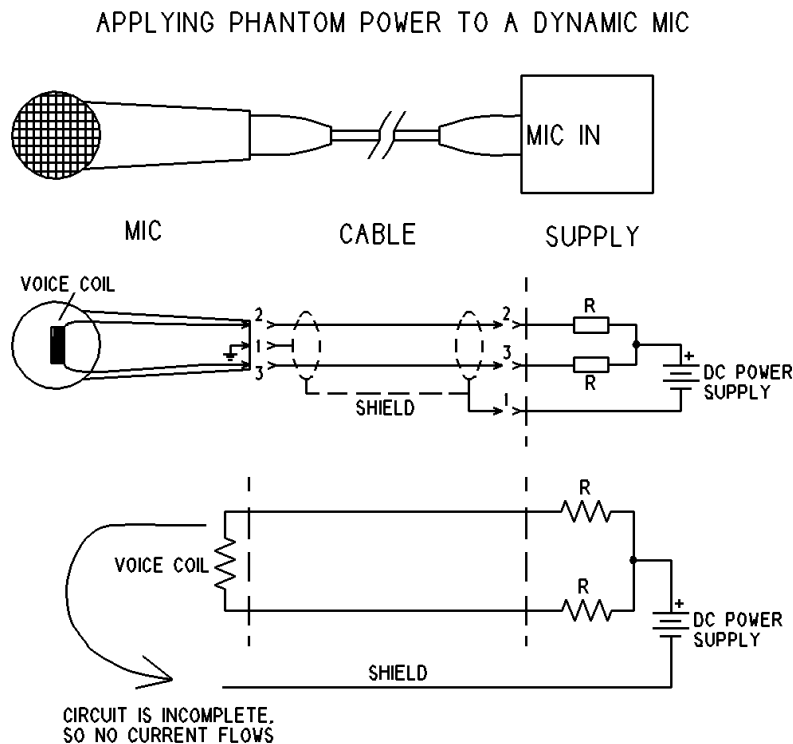 APPLYING PHANTOM POWER TO A DYNAMIC MIC
MIC IN
MIC
CABLE
SUPPLY
VOICE COIL
2
1
3
2
3
1
R
R
+
DC POWER
SUPPLY
SHIELD
R
VOICE COIL
R
+
DC POWER
SUPPLY
SHIELD
CIRCUIT IS INCOMPLETE,
SO NO CURRENT FLOWS